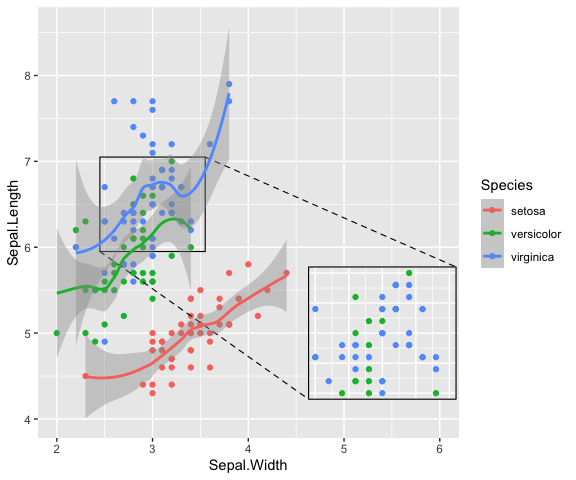 8
7
6
5
4
Sepal.Length
2 3 4 5 6
Sepal.Width
Species
setosa
versicolor
virginica